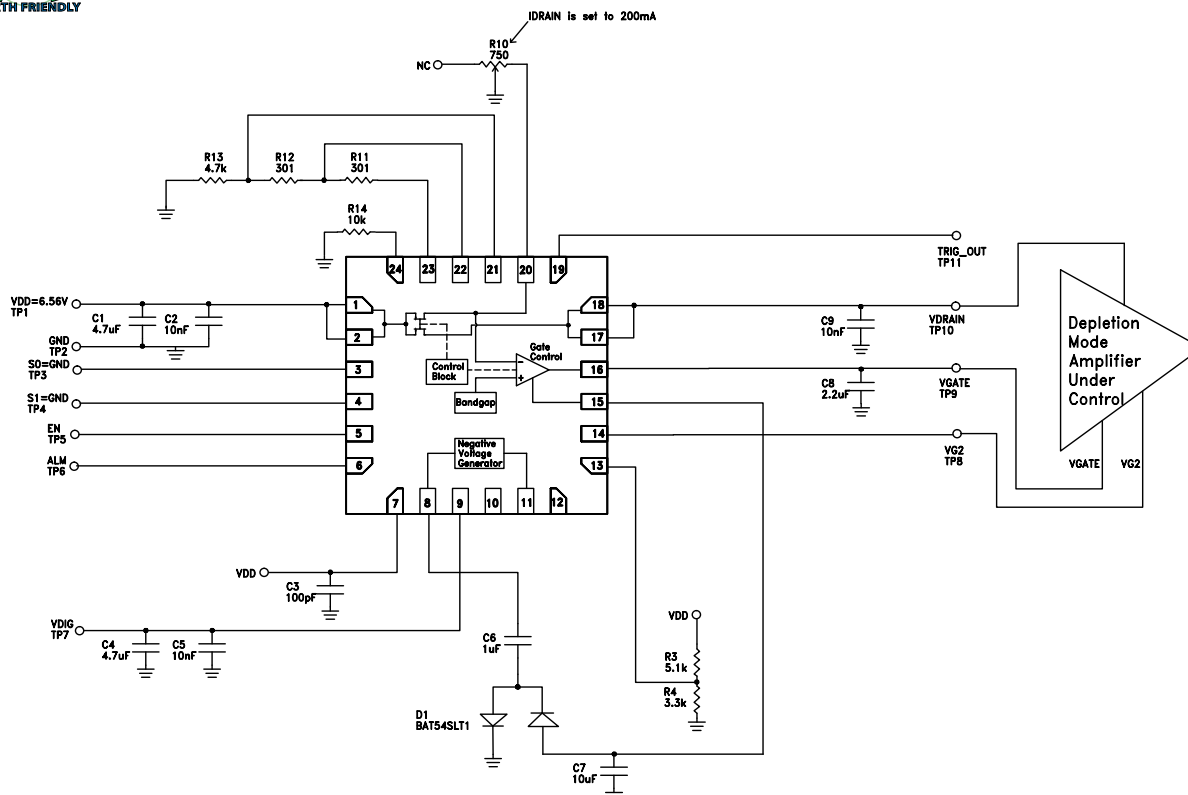 TH FRIENDLY
IDRAIN is set to 200mA
R10
750
NC
R13
4.7k
R12
301
R11
301
R14
10k
24
23
22
21
20
19
TRIG_OUT
TP11
VDD=6.56V
TP1
C1
4.7uF
C2
10nF
GND
TP2
S0=GND
TP3
S1=GND
TP4
EN
TP5
ALM
TP6
1
2
3
4
5
6
Control
Block
Gate
Control
-
+
Bandgap
Negative
Voltage
Generator
18
17
16
15
14
13
7
8
9
10
11
12
C9
10nF
VDRAIN
TP10
C8
2.2uF
VGATE
TP9
VG2
TP8
Depletion
Mode
Amplifier
Under
Control
VGATE
VG2
VDD
C3
100pF
VDIG
TP7
C4
4.7uF
C5
10nF
C6
1uF
D1
BAT54SLT1
C7
10uF
VDD
R3
5.1k
R4
3.3k